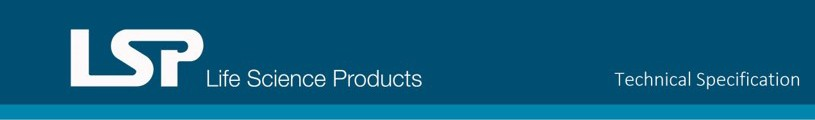 LSP Life Science Products
Technical Specification